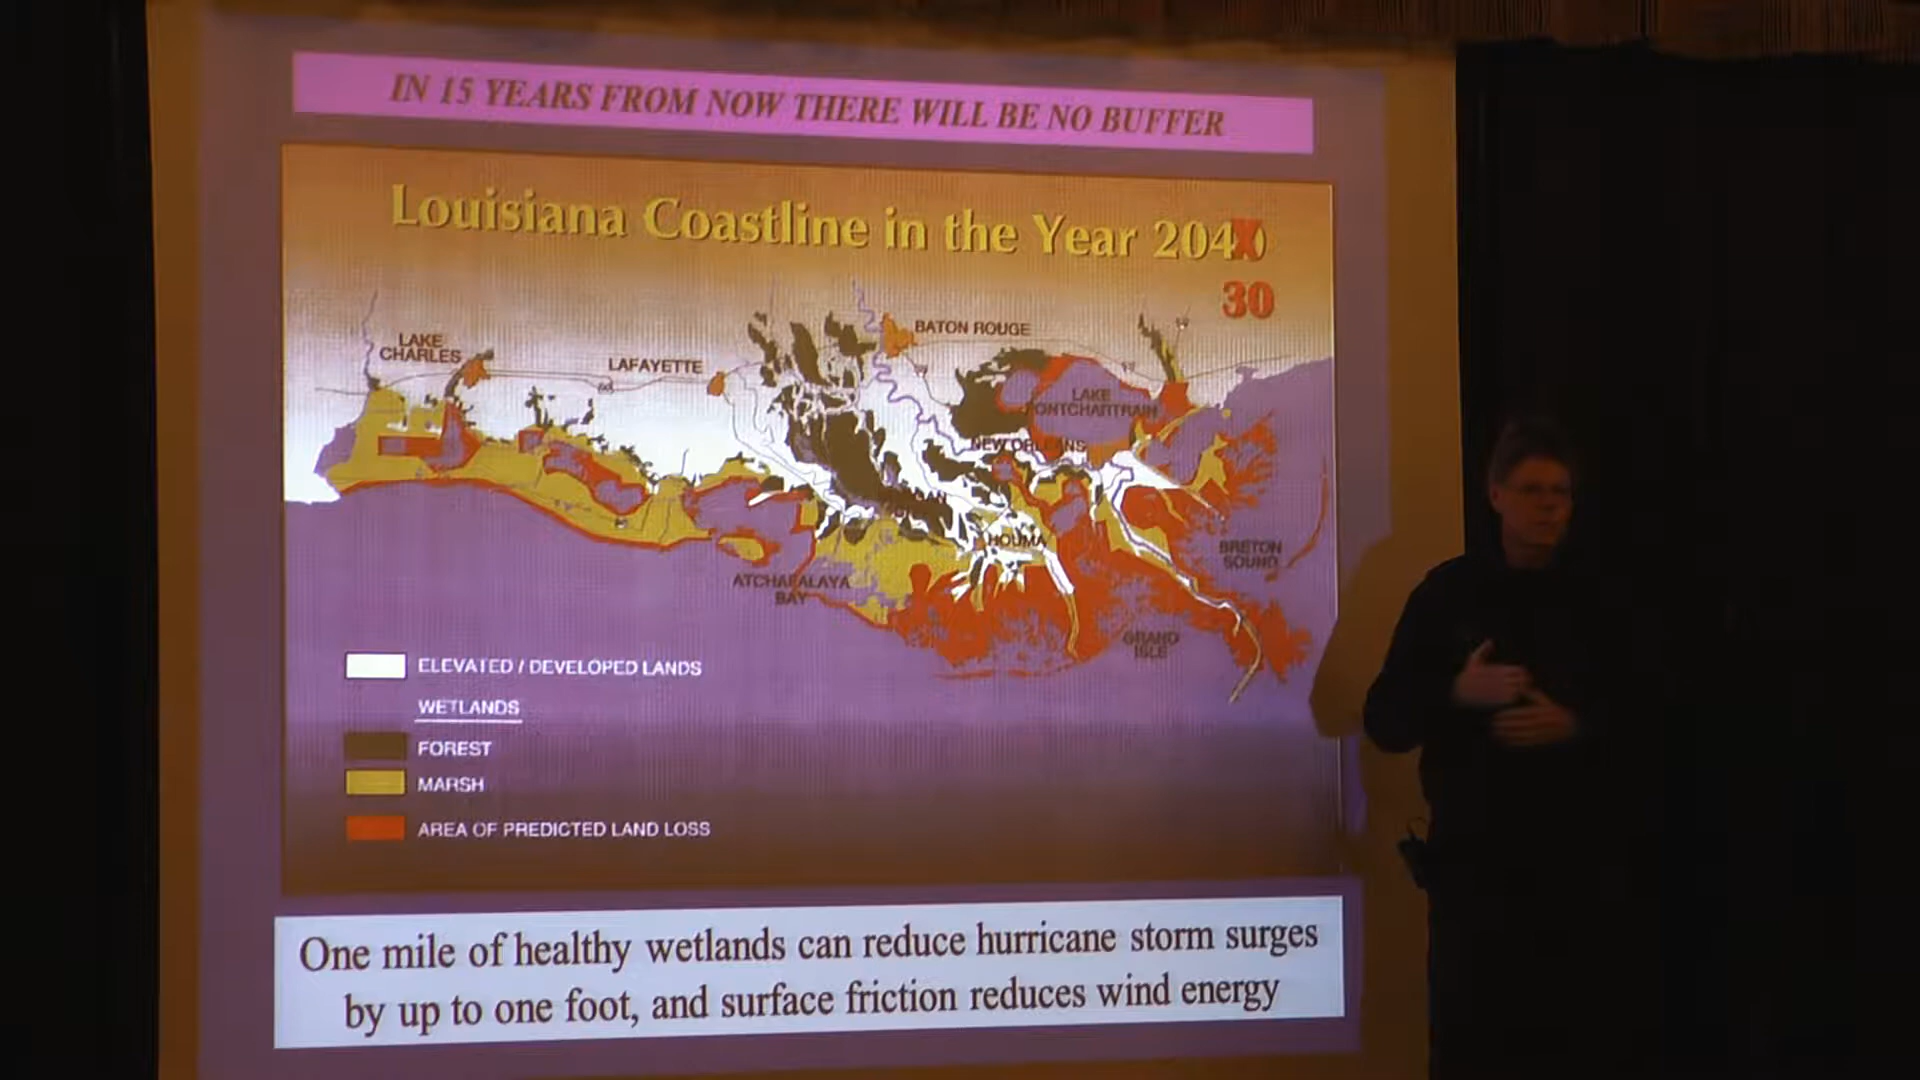 IN 15 YEARS FROM NOW THERE WILL BE NO BUFFER
Louisiana Coastline in the Year 204
30
BATON ROUGE
LAKE
CHARLES
LAFAYETTE
LAKE
PONTCHARTRAIN
NEW ORLEANS
HOUMA
BRETON
SOUND
ATCHAFALAYA
BAY
GRAND
ISLE
ELEVATED / DEVELOPED LANDS
WETLANDS
FOREST
MARSH
AREA OF PREDICTED LAND LOSS
One mile of healthy wetlands can reduce hurricane storm surges
by up to one foot, and surface friction reduces wind energy